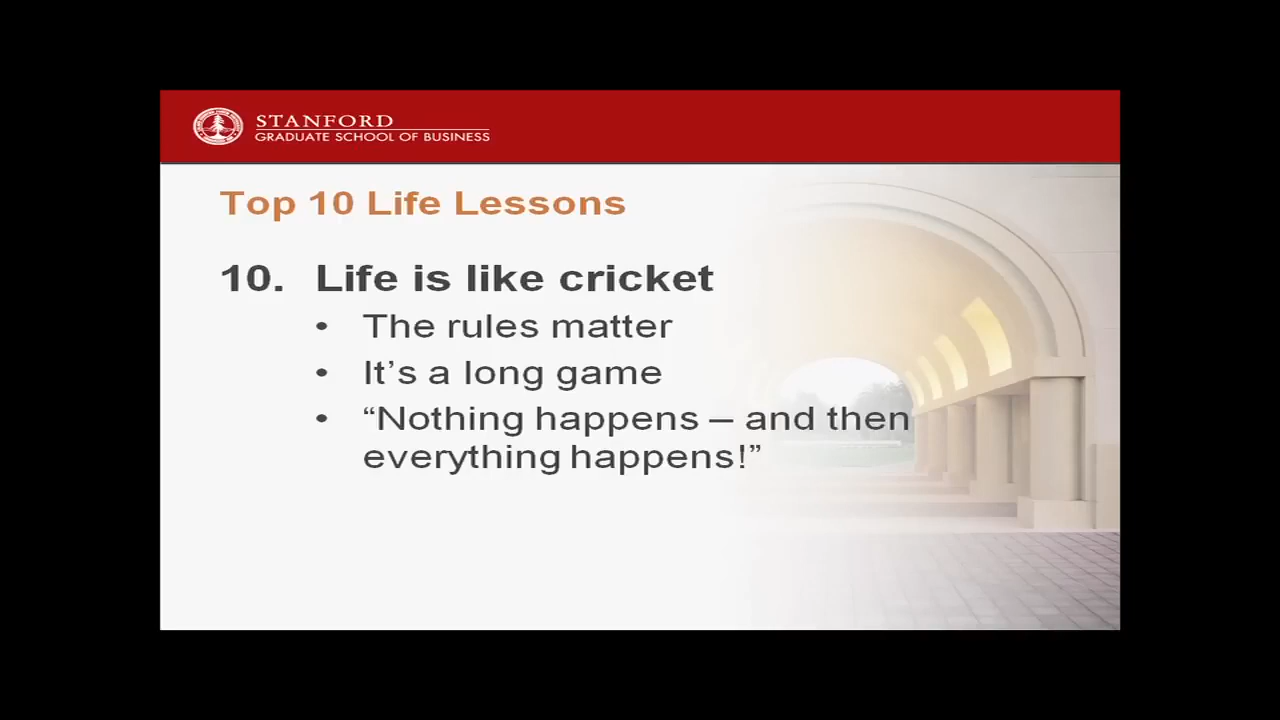 STANFORD
GRADUATE SCHOOL OF BUSINESS
Top 10 Life Lessons
10. Life is like cricket
• The rules matter
• It’s a long game
• “Nothing happens – and then
everything happens!”